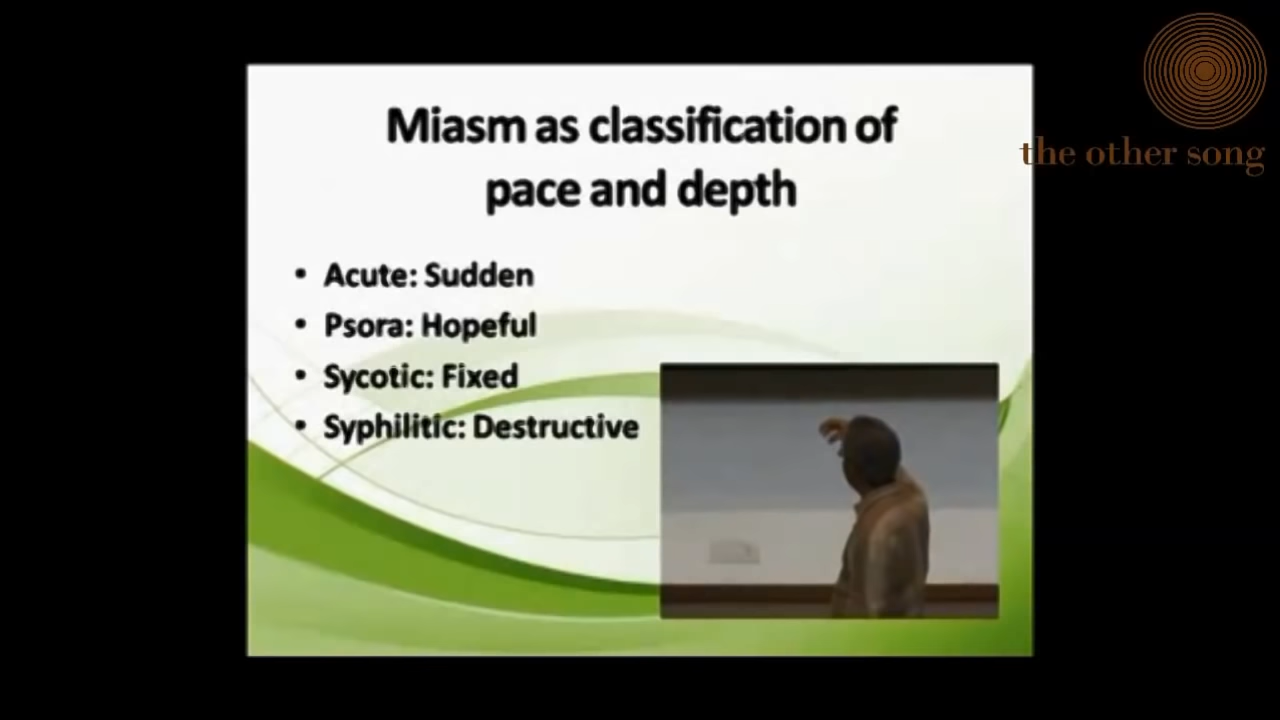 the other song
Miasm as classification of
pace and depth
• Acute: Sudden
• Psora: Hopeful
• Sycotic: Fixed
• Syphilitic: Destructive